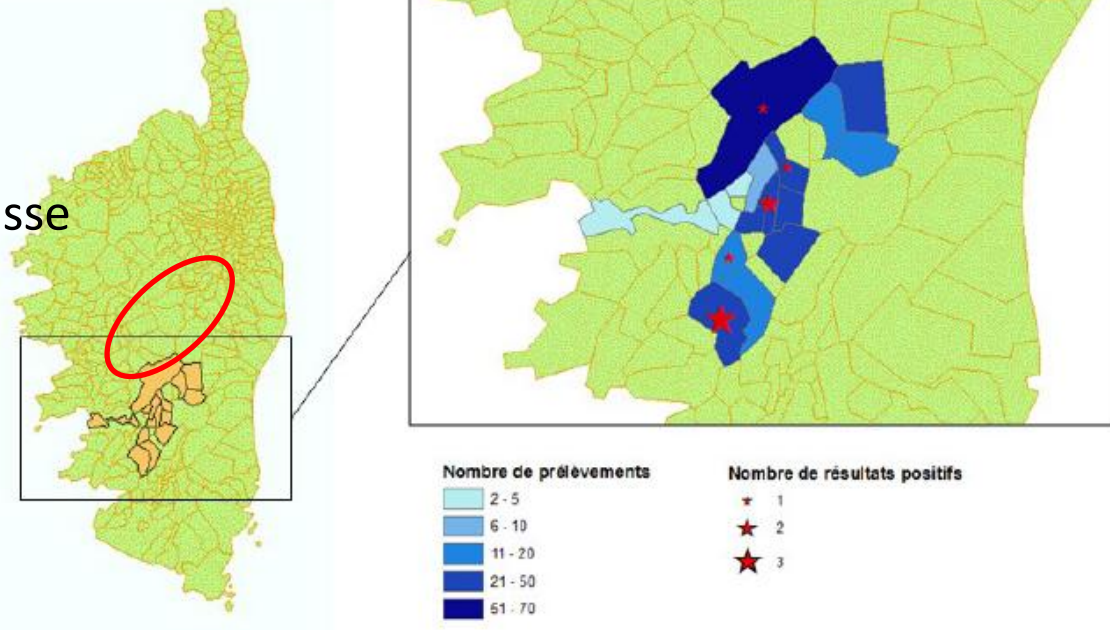 sse
Nombre de prélèvements
2 - 5
6 - 10
11 - 20
21 - 50
51 - 70
Nombre de résultats positifs
1
2
3